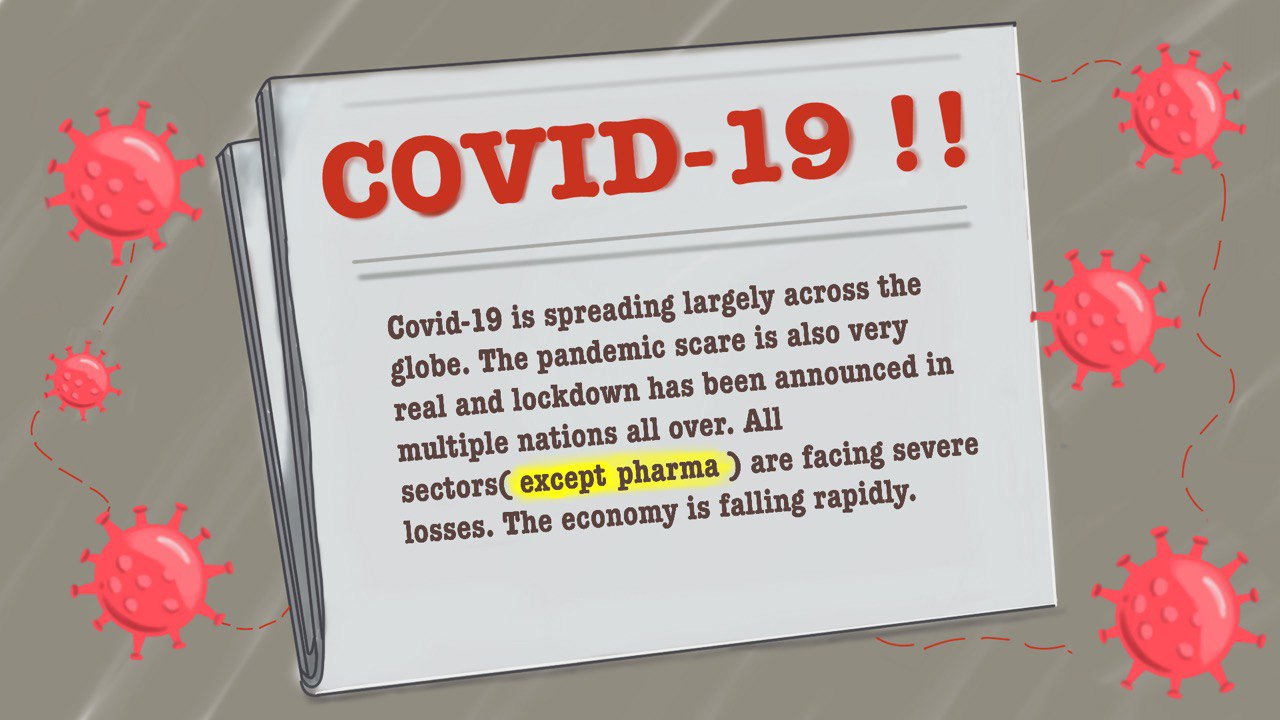 COVID-19 !!
Covid-19 is spreading largely across the
globe. The pandemic scare is also very
real and lockdown has been announced in
multiple nations all over. All
sectors( except pharma ) are facing severe
losses. The economy is falling rapidly.